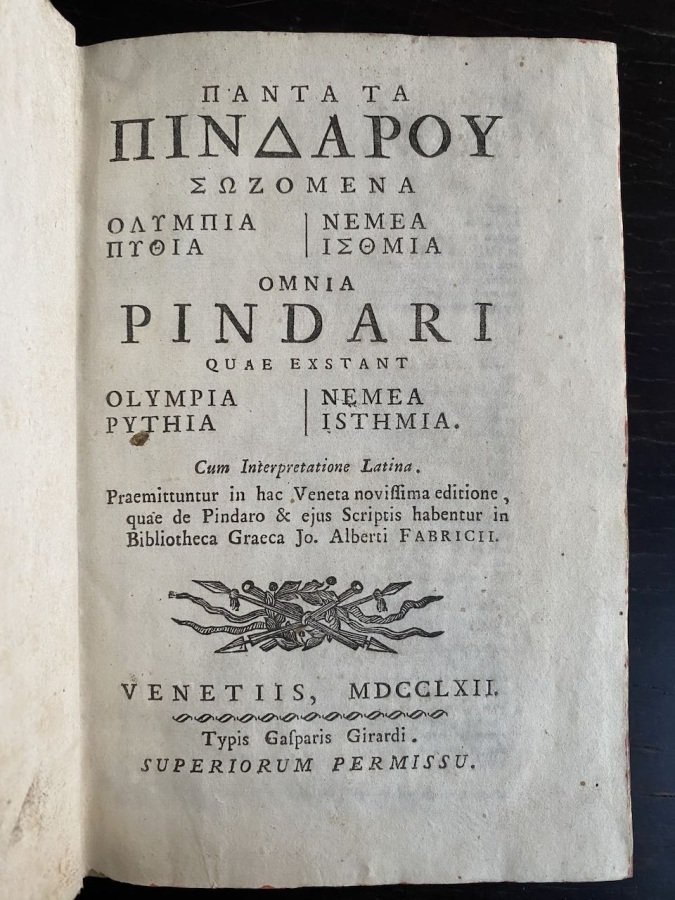 ΠΑΝΤΑ ΤΑ
ΠΙΝΔΑΡΟΥ
ΣΩΖΟΜΕΝΑ
ΟΛΥΜΠΙΑ | ΝΕΜΕΑ
ΠΥΘΙΑ | ΙΣΘΜΙΑ
OMNIA
PINDARI
QUAE EXSTANT
OLYMPIA | NEMEA
PYTHIA | ISTHMIA.
Cum Interpretatione Latina.
Praemittuntur in hac Veneta noviſſima editione,
quae de Pindaro & ejus Scriptis habentur in
Bibliotheca Graeca Jo. Alberti FABRICII.
VENETIIS, MDCCLXII.
Typis Gaſparis Girardi.
SUPERIORUM PERMISSU.